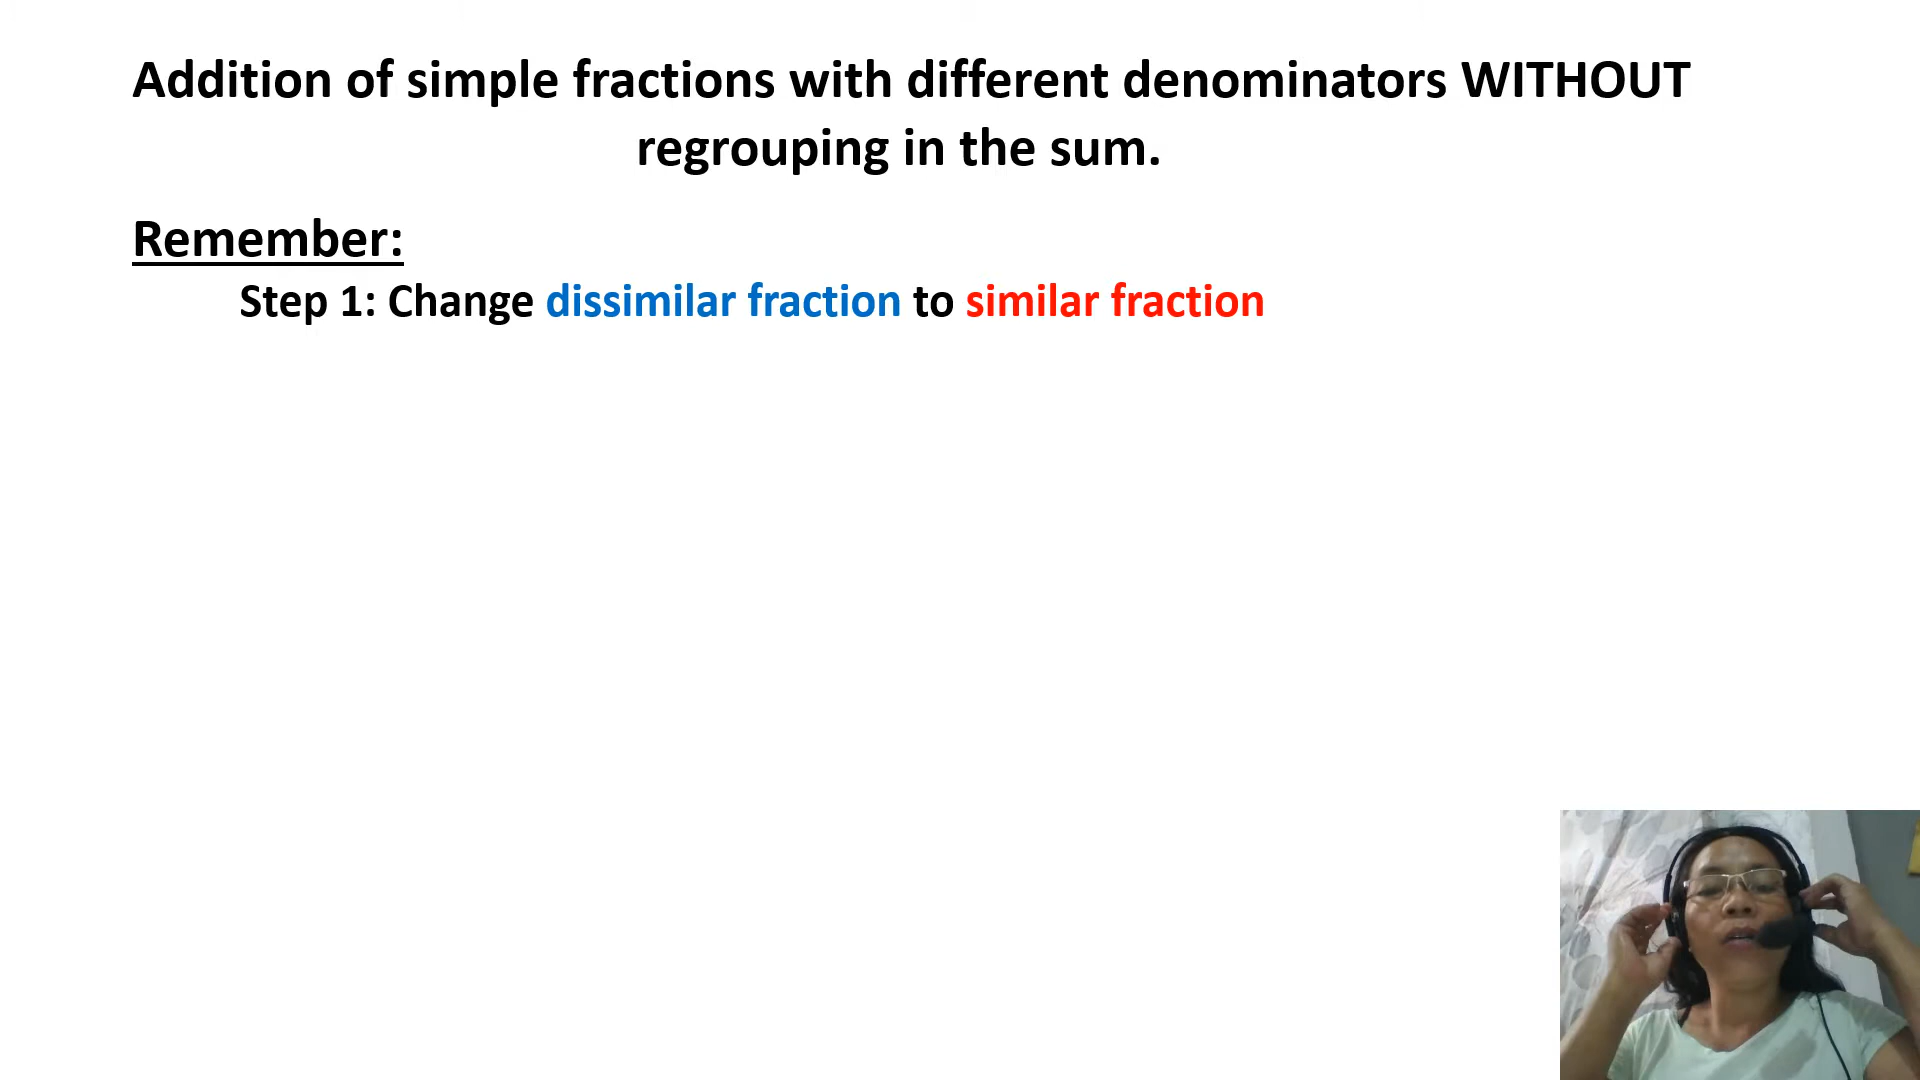 Addition of simple fractions with different denominators WITHOUT
regrouping in the sum.
Remember:
Step 1: Change dissimilar fraction to similar fraction